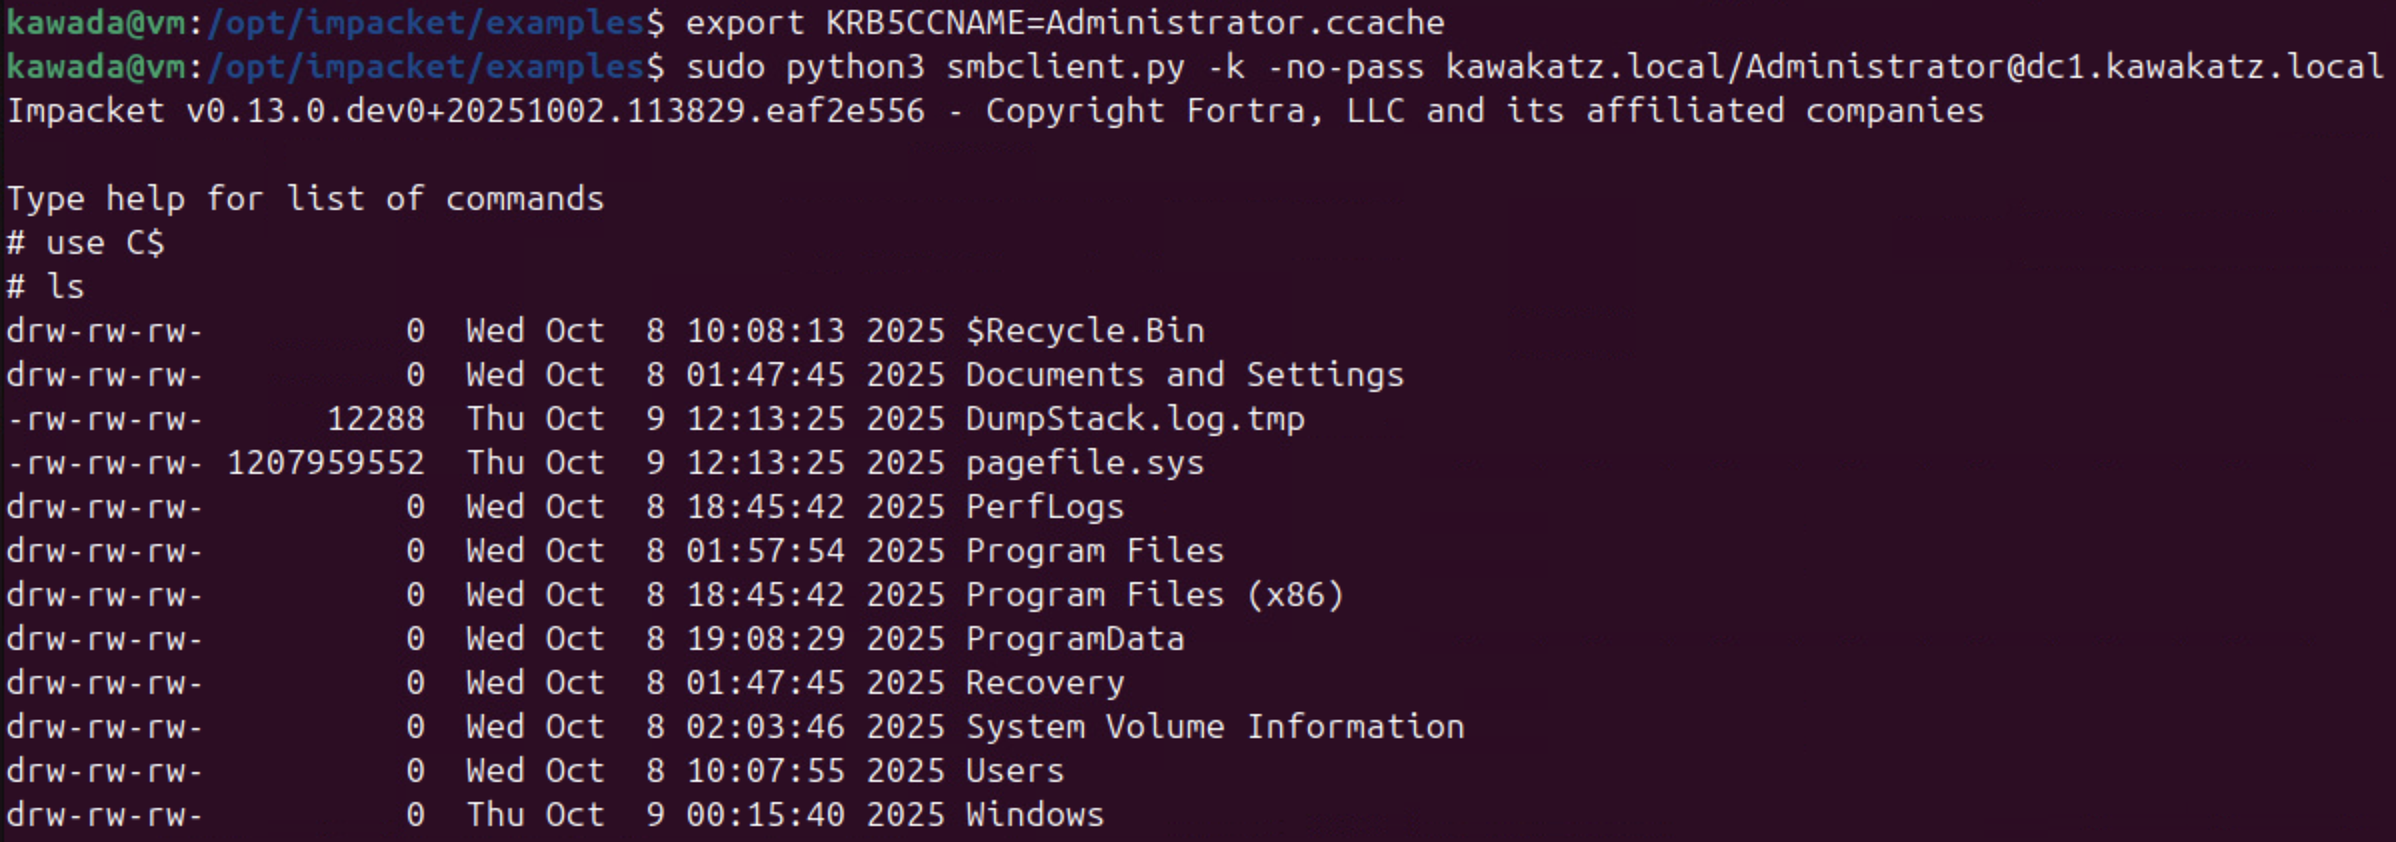 kawada@vm:/opt/impacket/examples$ export KRB5CCNAME=Administrator.ccache
kawada@vm:/opt/impacket/examples$ sudo python3 smbclient.py -k -no-pass kawakatz.local/Administrator@dc1.kawakatz.local
Impacket v0.13.0.dev0+20251002.113829.eaf2e556 - Copyright Fortra, LLC and its affiliated companies

Type help for list of commands
# use C$
# ls
drw-rw-rw-          0  Wed Oct  8 10:08:13 2025 $Recycle.Bin
drw-rw-rw-          0  Wed Oct  8 01:47:45 2025 Documents and Settings
-rw-rw-rw-      12288  Thu Oct  9 12:13:25 2025 DumpStack.log.tmp
-rw-rw-rw- 1207959552  Thu Oct  9 12:13:25 2025 pagefile.sys
drw-rw-rw-          0  Wed Oct  8 18:45:42 2025 PerfLogs
drw-rw-rw-          0  Wed Oct  8 01:57:54 2025 Program Files
drw-rw-rw-          0  Wed Oct  8 18:45:42 2025 Program Files (x86)
drw-rw-rw-          0  Wed Oct  8 19:08:29 2025 ProgramData
drw-rw-rw-          0  Wed Oct  8 01:47:45 2025 Recovery
drw-rw-rw-          0  Wed Oct  8 02:03:46 2025 System Volume Information
drw-rw-rw-          0  Wed Oct  8 10:07:55 2025 Users
drw-rw-rw-          0  Thu Oct  9 00:15:40 2025 Windows